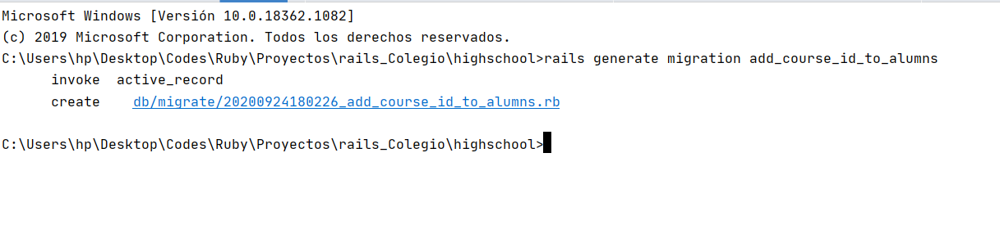 Microsoft Windows [Versión 10.0.18362.1082]
(c) 2019 Microsoft Corporation. Todos los derechos reservados.
C:\Users\hp\Desktop\Codes\Ruby\Proyectos\rails_Colegio\highschool>rails generate migration add_course_id_to_alumns
      invoke  active_record
      create    db/migrate/20200924180226_add_course_id_to_alumns.rb
C:\Users\hp\Desktop\Codes\Ruby\Proyectos\rails_Colegio\highschool>